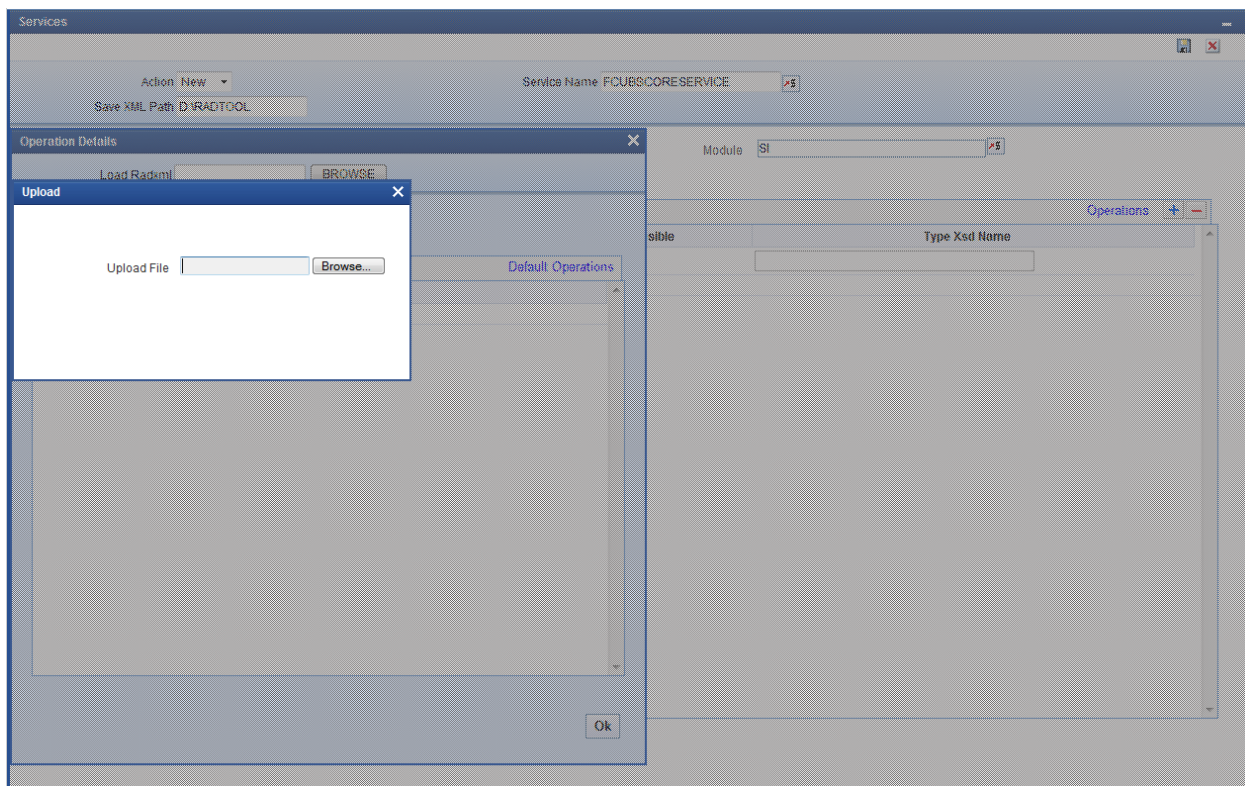 Services
Action New
Service Name FCUBSCORESERVICE
Save XML Path D:\RADTOOL
Operation Details
Module SI
Load Radxml BROWSE
Upload
Operations
sible Type Xsd Name
Upload File Browse...
Default Operations
Ok